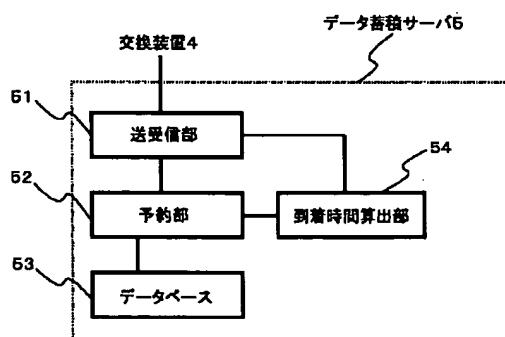 データ蓄積サーバ5
交換装置4
51
送受信部
54
52
予約部
到着時間算出部
53
データベース